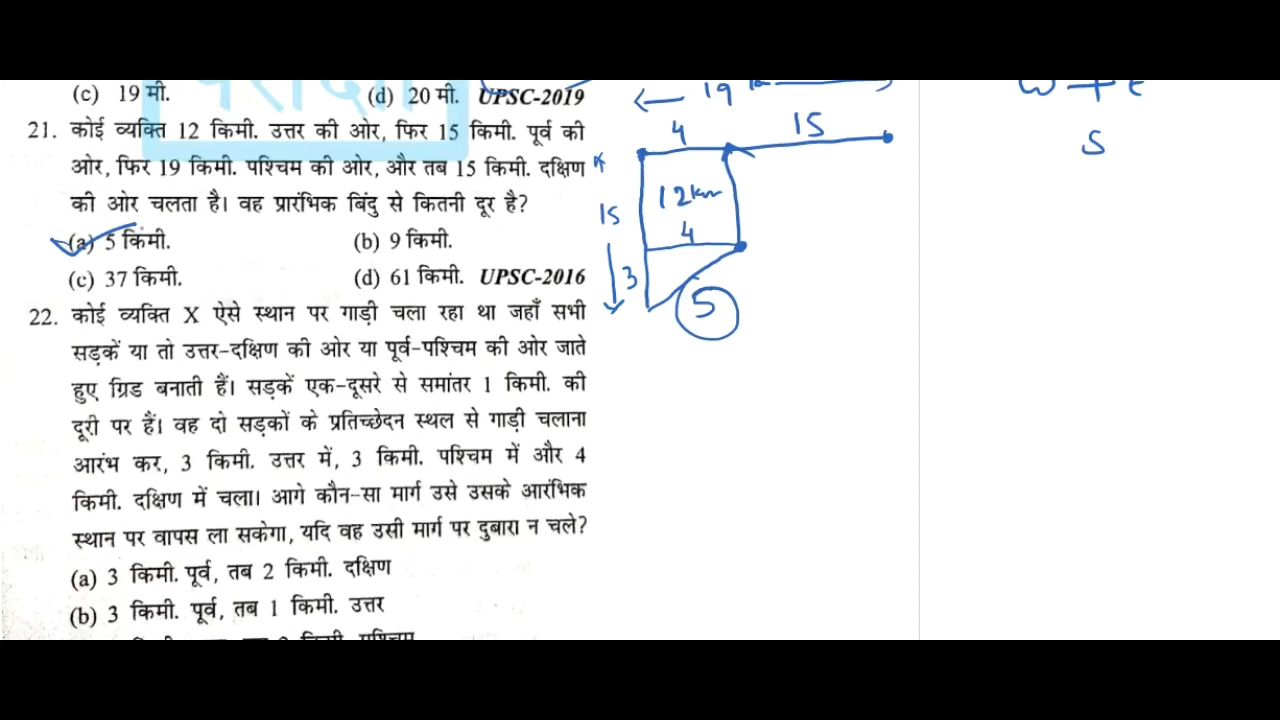 परीक्षा
(c) 19 मी. (d) 20 मी. UPSC-2019
21. कोई व्यक्ति 12 किमी. उत्तर की ओर, फिर 15 किमी. पूर्व की
ओर, फिर 19 किमी. पश्चिम की ओर, और तब 15 किमी. दक्षिण
की ओर चलता है। वह प्रारंभिक बिंदु से कितनी दूर है?
(a) 5 किमी. (b) 9 किमी.
(c) 37 किमी. (d) 61 किमी. UPSC-2016
22. कोई व्यक्ति X ऐसे स्थान पर गाड़ी चला रहा था जहाँ सभी
सड़कें या तो उत्तर-दक्षिण की ओर या पूर्व-पश्चिम की ओर जाते
हुए ग्रिड बनाती हैं। सड़कें एक-दूसरे से समांतर 1 किमी. की
दूरी पर हैं। वह दो सड़कों के प्रतिच्छेदन स्थल से गाड़ी चलाना
आरंभ कर, 3 किमी. उत्तर में, 3 किमी. पश्चिम में और 4
किमी. दक्षिण में चला। आगे कौन-सा मार्ग उसे उसके आरंभिक
स्थान पर वापस ला सकेगा, यदि वह उसी मार्ग पर दुबारा न चले?
(a) 3 किमी. पूर्व, तब 2 किमी. दक्षिण
(b) 3 किमी. पूर्व, तब 1 किमी. उत्तर
19
4 15
12 km
15 4
3
5
W E
S